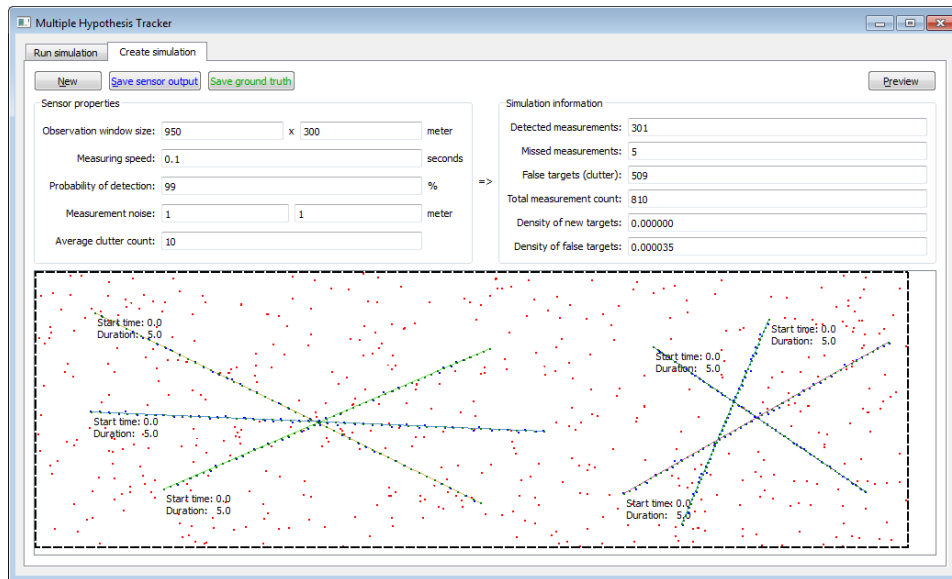 Multiple Hypothesis Tracker
Run simulation Create simulation
New Save sensor output Save ground truth Preview
Sensor properties
Observation window size: 950 x 300 meter
Measuring speed: 0.1 seconds
Probability of detection: 99 %
Measurement noise: 1 1 meter
Average clutter count: 10
=>
Simulation information
Detected measurements: 301
Missed measurements: 5
False targets (clutter): 509
Total measurement count: 810
Density of new targets: 0.000000
Density of false targets: 0.000035
Start time: 0.0
Duration: 5.0
Start time: 0.0
Duration: 5.0
Start time: 0.0
Duration: 5.0
Start time: 0.0
Duration: 5.0
Start time: 0.0
Duration: 5.0
Start time: 0.0
Duration: 5.0